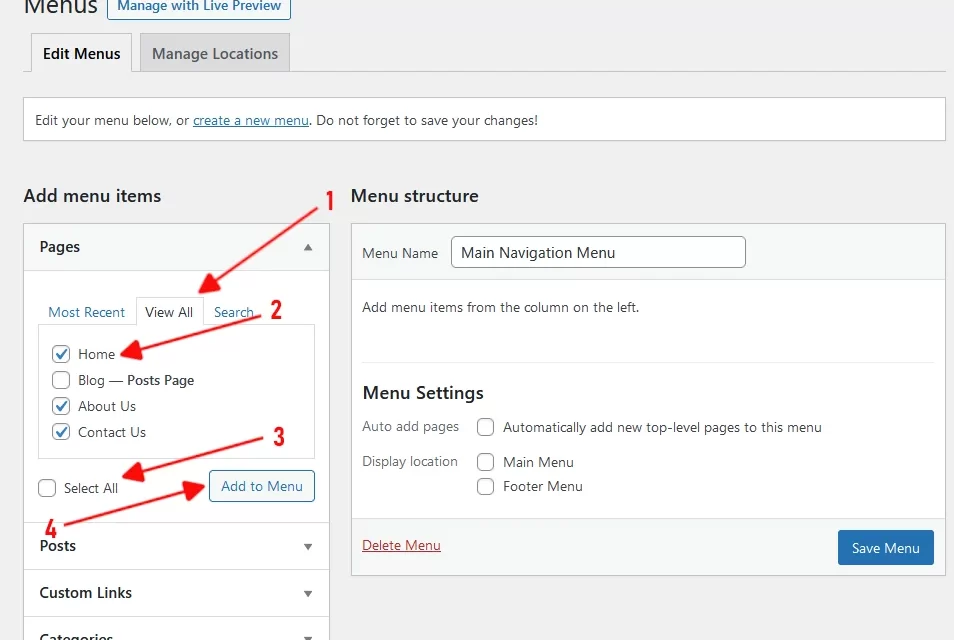 Menus Manage with Live Preview
Edit Menus Manage Locations
Edit your menu below, or create a new menu. Do not forget to save your changes!
Add menu items
1
Menu structure
Pages
Menu Name Main Navigation Menu
Most Recent View All Search
2
Add menu items from the column on the left.
Home
Blog — Posts Page
About Us
Contact Us
3
Select All
Add to Menu
4
Menu Settings
Auto add pages Automatically add new top-level pages to this menu
Display location Main Menu
Footer Menu
Posts
Delete Menu Save Menu
Custom Links
Categories